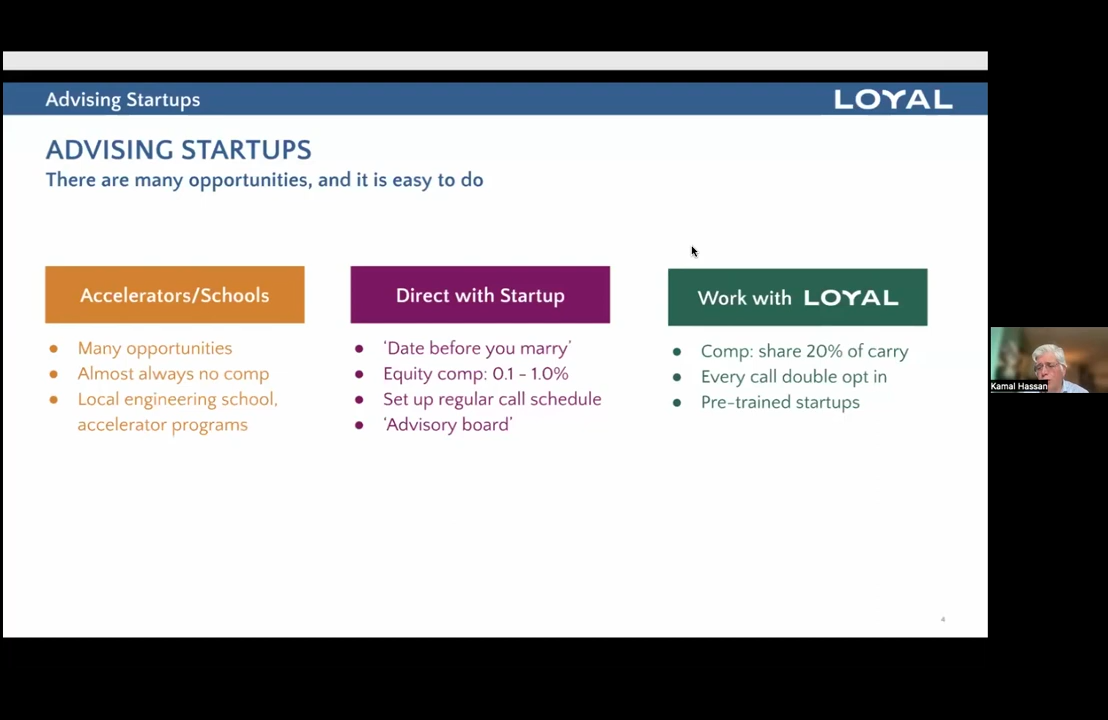 Advising Startups
LOYAL
ADVISING STARTUPS
There are many opportunities, and it is easy to do
Accelerators/Schools
• Many opportunities
• Almost always no comp
• Local engineering school,
accelerator programs
Direct with Startup
• 'Date before you marry'
• Equity comp: 0.1 - 1.0%
• Set up regular call schedule
• 'Advisory board'
Work with LOYAL
• Comp: share 20% of carry
• Every call double opt in
• Pre-trained startups
Kamal Hassan
4